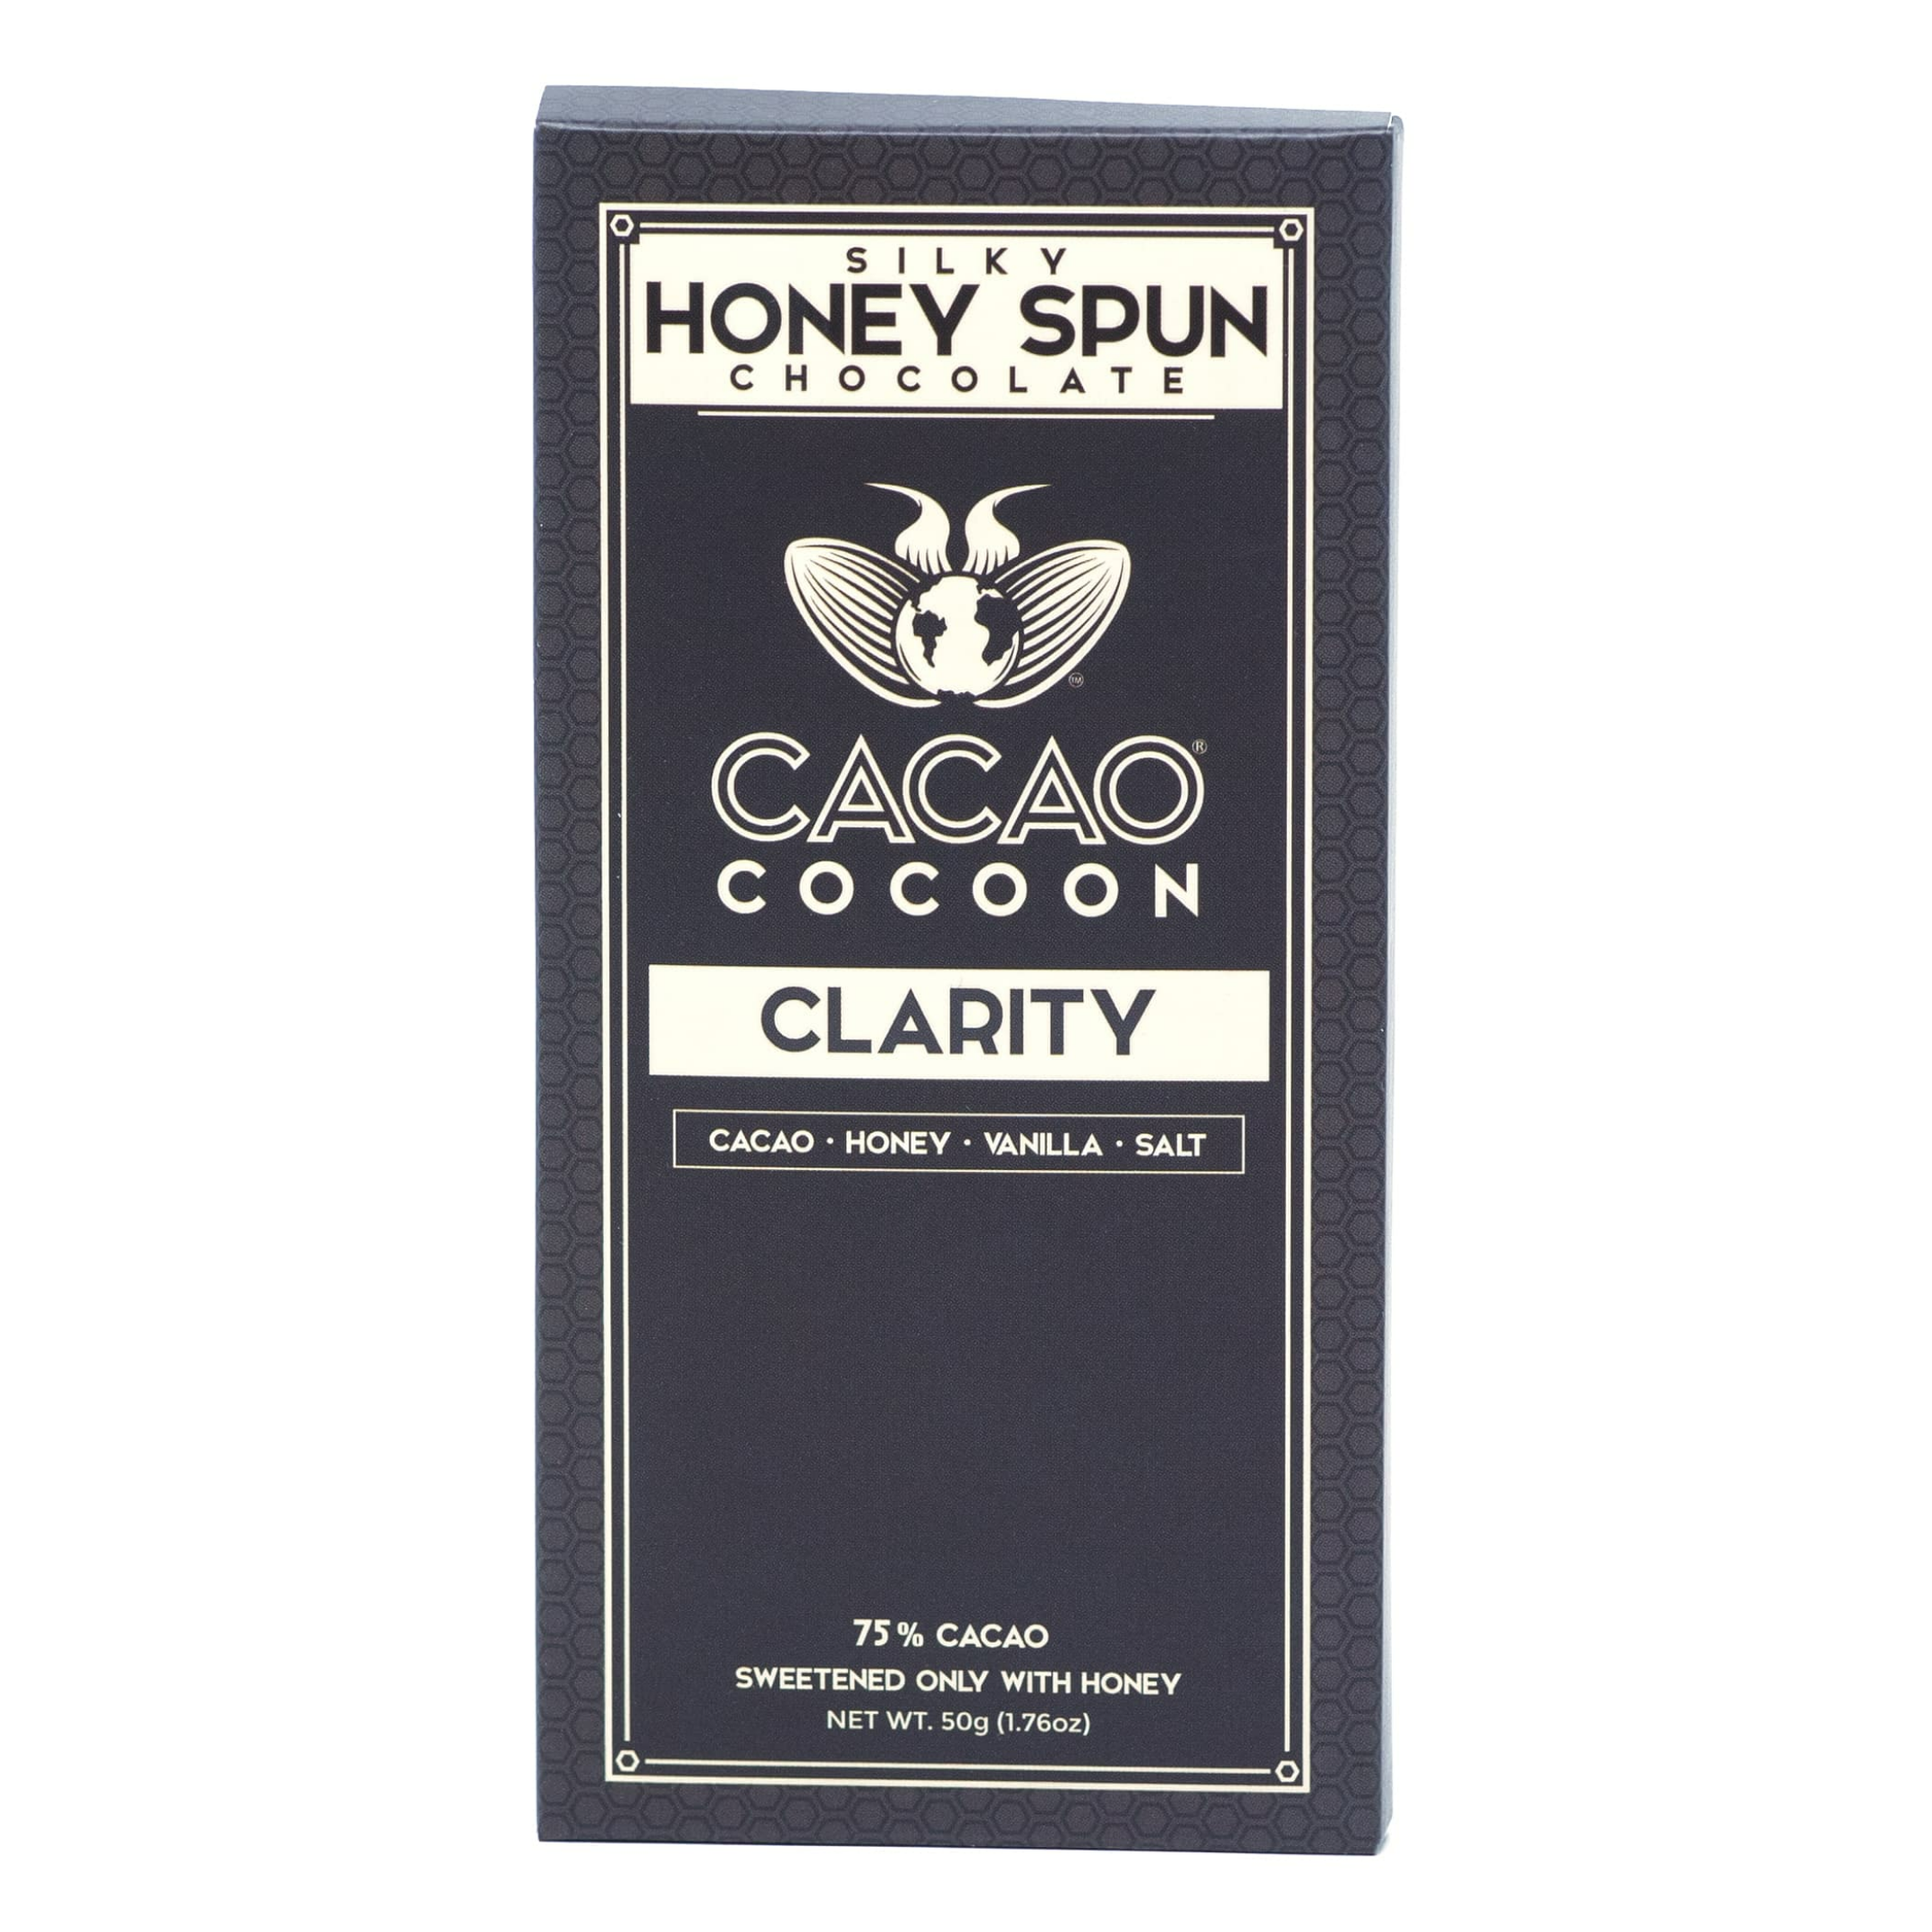 SILKY
HONEY SPUN
CHOCOLATE
TM
CACAO®
COCOON
CLARITY
CACAO · HONEY · VANILLA · SALT
75% CACAO
SWEETENED ONLY WITH HONEY
NET WT. 50g (1.76oz)